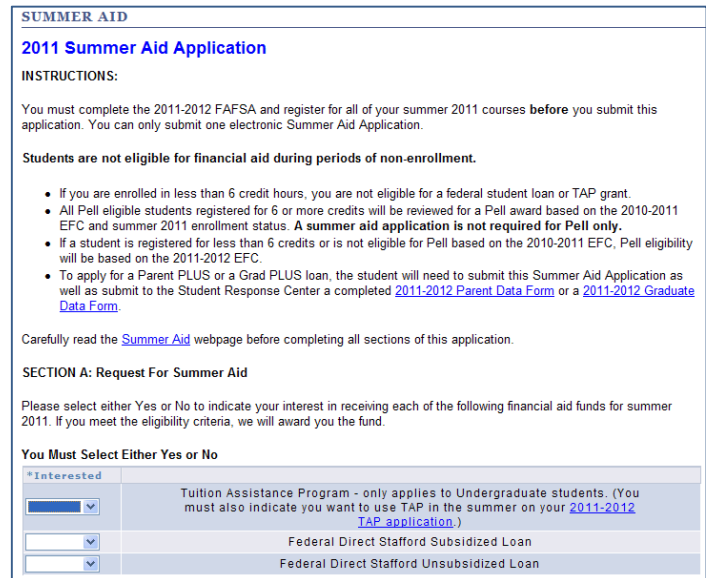 SUMMER AID
2011 Summer Aid Application
INSTRUCTIONS:
You must complete the 2011-2012 FAFSA and register for all of your summer 2011 courses before you submit this
application. You can only submit one electronic Summer Aid Application.
Students are not eligible for financial aid during periods of non-enrollment.
• If you are enrolled in less than 6 credit hours, you are not eligible for a federal student loan or TAP grant.
• All Pell eligible students registered for 6 or more credits will be reviewed for a Pell award based on the 2010-2011
EFC and summer 2011 enrollment status. A summer aid application is not required for Pell only.
• If a student is registered for less than 6 credits or is not eligible for Pell based on the 2010-2011 EFC, Pell eligibility
will be based on the 2011-2012 EFC.
• To apply for a Parent PLUS or a Grad PLUS loan, the student will need to submit this Summer Aid Application as
well as submit to the Student Response Center a completed 2011-2012 Parent Data Form or a 2011-2012 Graduate
Data Form.
Carefully read the Summer Aid webpage before completing all sections of this application.
SECTION A: Request For Summer Aid
Please select either Yes or No to indicate your interest in receiving each of the following financial aid funds for summer
2011. If you meet the eligibility criteria, we will award you the fund.
You Must Select Either Yes or No
*Interested
Tuition Assistance Program - only applies to Undergraduate students. (You
must also indicate you want to use TAP in the summer on your 2011-2012
TAP application.)
Federal Direct Stafford Subsidized Loan
Federal Direct Stafford Unsubsidized Loan